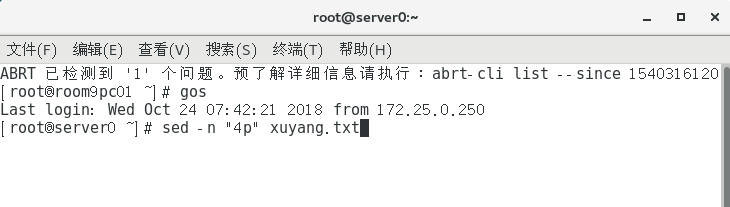 root@server0:~
文件(F) 编辑(E) 查看(V) 搜索(S) 终端(T) 帮助(H)
ABRT 已检测到 '1' 个问题。预了解详细信息请执行：abrt-cli list --since 1540316120
[root@room9pc01 ~]# gos
Last login: Wed Oct 24 07:42:21 2018 from 172.25.0.250
[root@server0 ~]# sed -n "4p" xuyang.txt